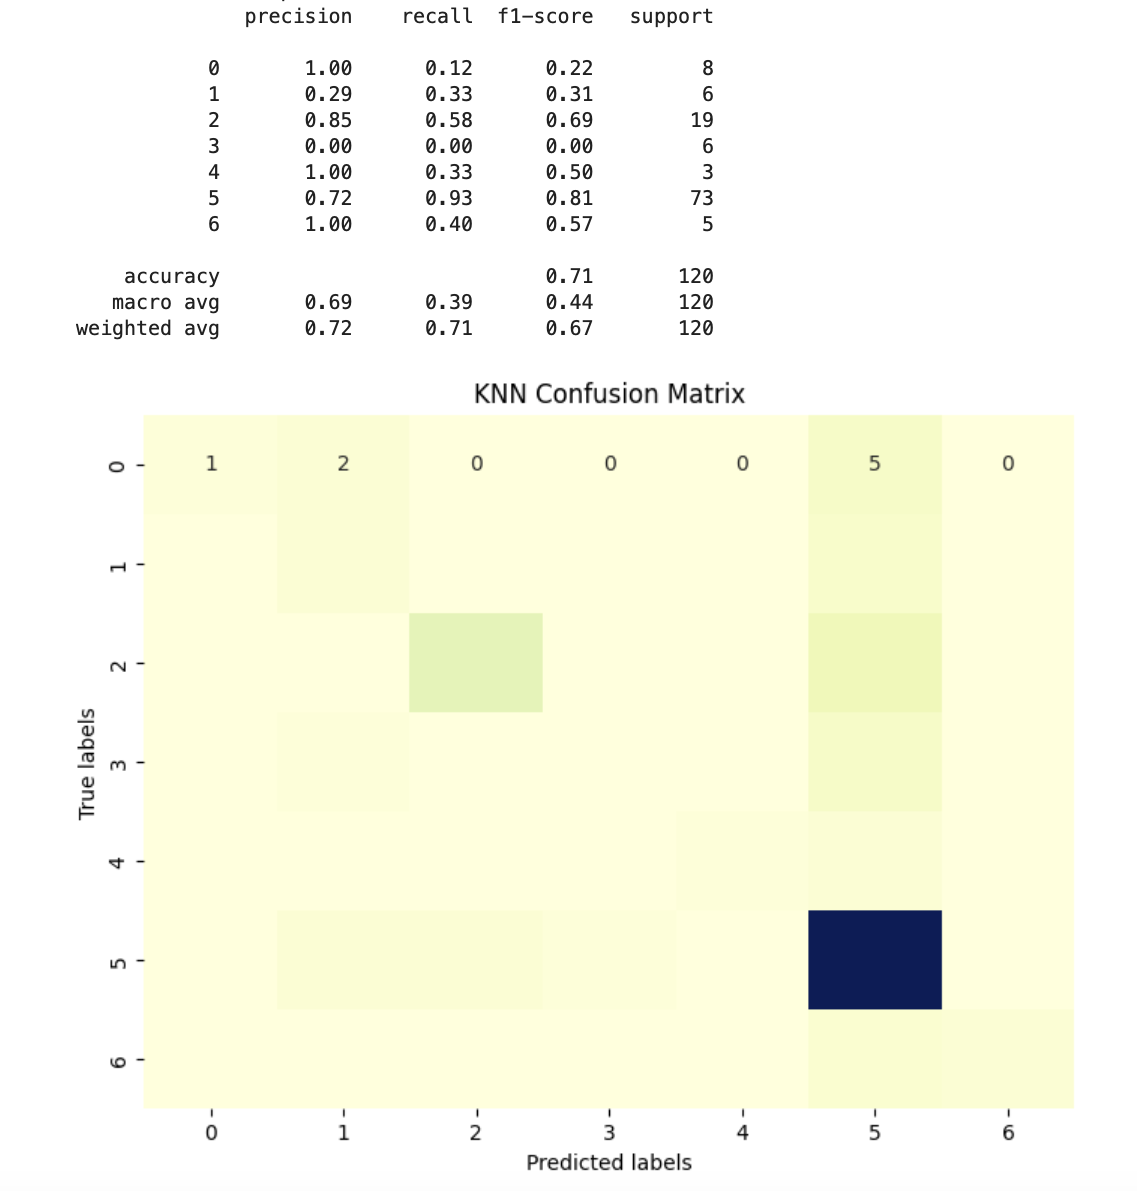 precision recall f1-score support
0 1.00 0.12 0.22 8
1 0.29 0.33 0.31 6
2 0.85 0.58 0.69 19
3 0.00 0.00 0.00 6
4 1.00 0.33 0.50 3
5 0.72 0.93 0.81 73
6 1.00 0.40 0.57 5
accuracy 0.71 120
macro avg 0.69 0.39 0.44 120
weighted avg 0.72 0.71 0.67 120
KNN Confusion Matrix
0 1 2 0 0 0 5 0
1
2
3
4
5
6
True labels
0 1 2 3 4 5 6
Predicted labels